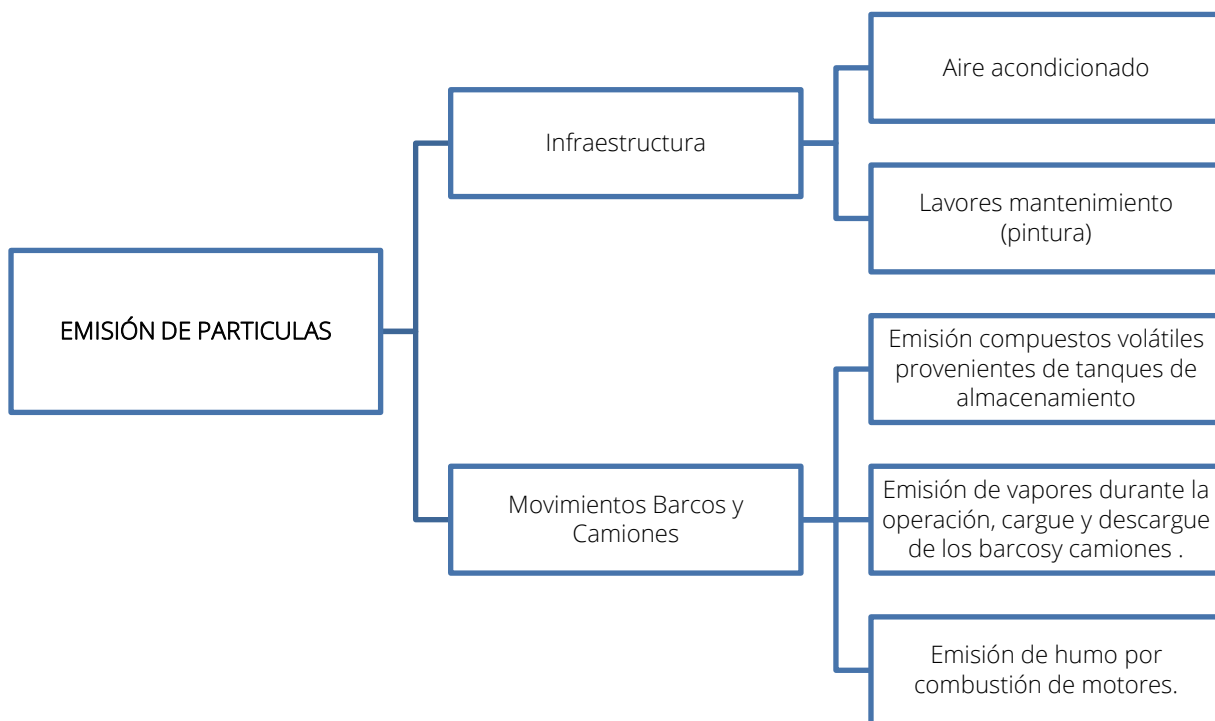 Aire acondicionado
Infraestructura
Lavores mantenimiento
(pintura)
EMISIÓN DE PARTICULAS
Emisión compuestos volátiles
provenientes de tanques de
almacenamiento
Movimientos Barcos y
Camiones
Emisión de vapores durante la
operación, cargue y descargue
de los barcosy camiones .
Emisión de humo por
combustión de motores.